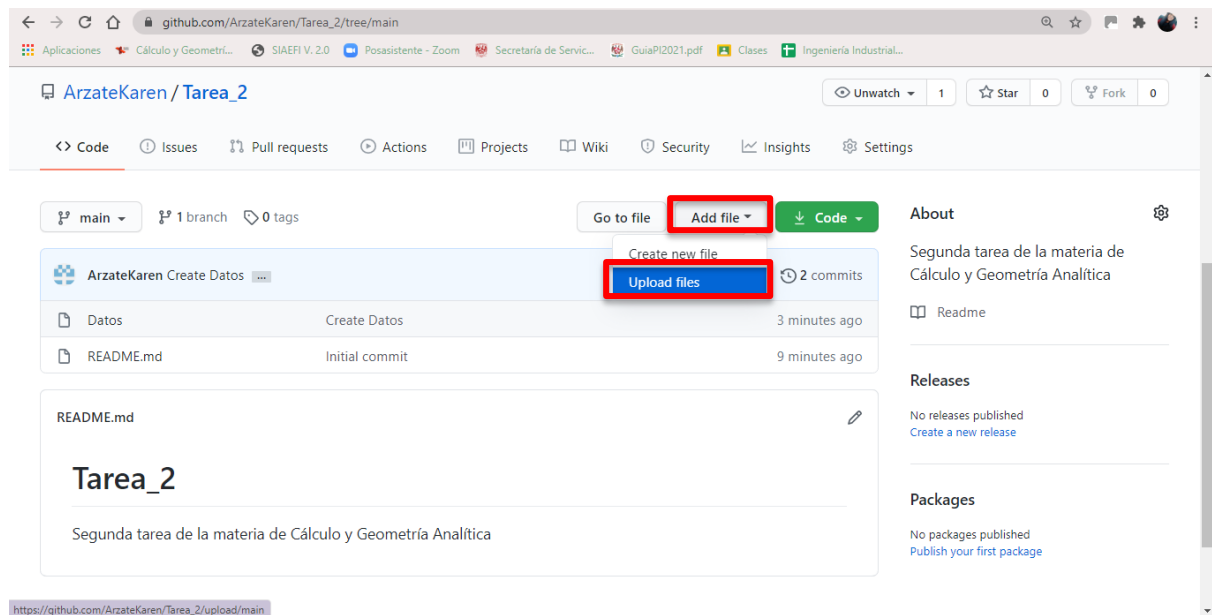 github.com/ArzateKaren/Tarea_2/tree/main
Aplicaciones Cálculo y Geometrí... SIAEFI V. 2.0 Posasistente - Zoom Secretaría de Servic... GuiaPI2021.pdf Clases Ingeniería Industrial...
ArzateKaren / Tarea_2
Unwatch 1 Star 0 Fork 0
<> Code Issues Pull requests Actions Projects Wiki Security Insights Settings
main 1 branch 0 tags Go to file Add file Code
Create new file
Upload files
ArzateKaren Create Datos ... 2 commits
Datos Create Datos 3 minutes ago
README.md Initial commit 9 minutes ago
README.md
Tarea_2
Segunda tarea de la materia de Cálculo y Geometría Analítica
About
Segunda tarea de la materia de
Cálculo y Geometría Analítica
Readme
Releases
No releases published
Create a new release
Packages
No packages published
Publish your first package
https://github.com/ArzateKaren/Tarea_2/upload/main